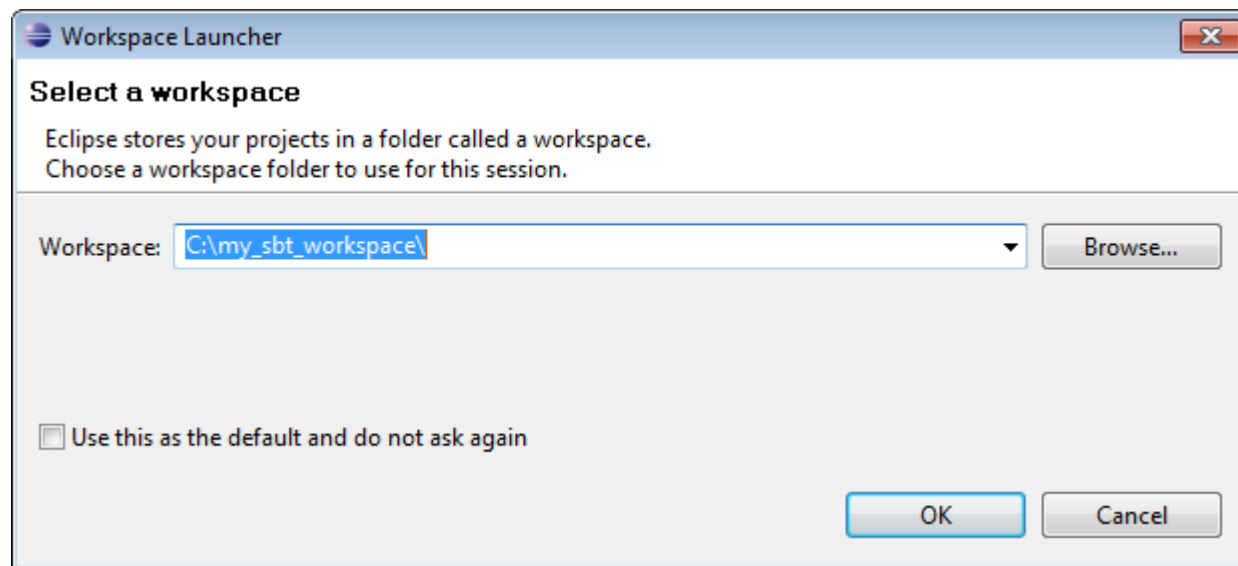 Workspace Launcher
Select a workspace
Eclipse stores your projects in a folder called a workspace.
Choose a workspace folder to use for this session.
Workspace: C:\my_sbt_workspace\ Browse...
Use this as the default and do not ask again
OK Cancel